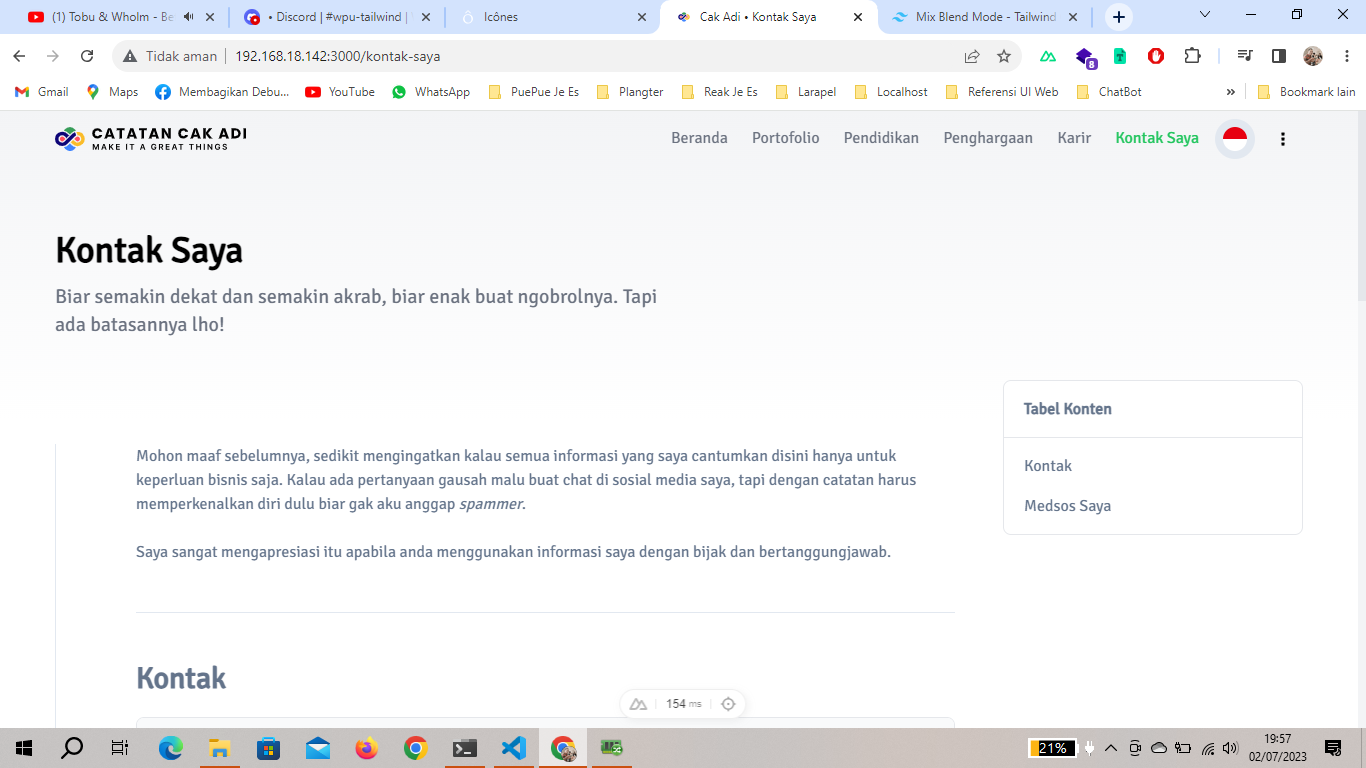 (1) Tobu & Wholm - Be
• Discord | #wpu-tailwind |
Icônes
Cak Adi • Kontak Saya
Mix Blend Mode - Tailwind
Tidak aman
192.168.18.142:3000/kontak-saya
8
Gmail
Maps
Membagikan Debu...
YouTube
WhatsApp
PuePue Je Es
Plangter
Reak Je Es
Larapel
Localhost
Referensi UI Web
ChatBot
»
Bookmark lain
CATATAN CAK ADI
MAKE IT A GREAT THINGS
Beranda
Portofolio
Pendidikan
Penghargaan
Karir
Kontak Saya
Kontak Saya
Biar semakin dekat dan semakin akrab, biar enak buat ngobrolnya. Tapi
ada batasannya lho!
Mohon maaf sebelumnya, sedikit mengingatkan kalau semua informasi yang saya cantumkan disini hanya untuk
keperluan bisnis saja. Kalau ada pertanyaan gausah malu buat chat di sosial media saya, tapi dengan catatan harus
memperkenalkan diri dulu biar gak aku anggap spammer.
Saya sangat mengapresiasi itu apabila anda menggunakan informasi saya dengan bijak dan bertanggungjawab.
Tabel Konten
Kontak
Medsos Saya
Kontak
154 ms
21%
19:57
02/07/2023